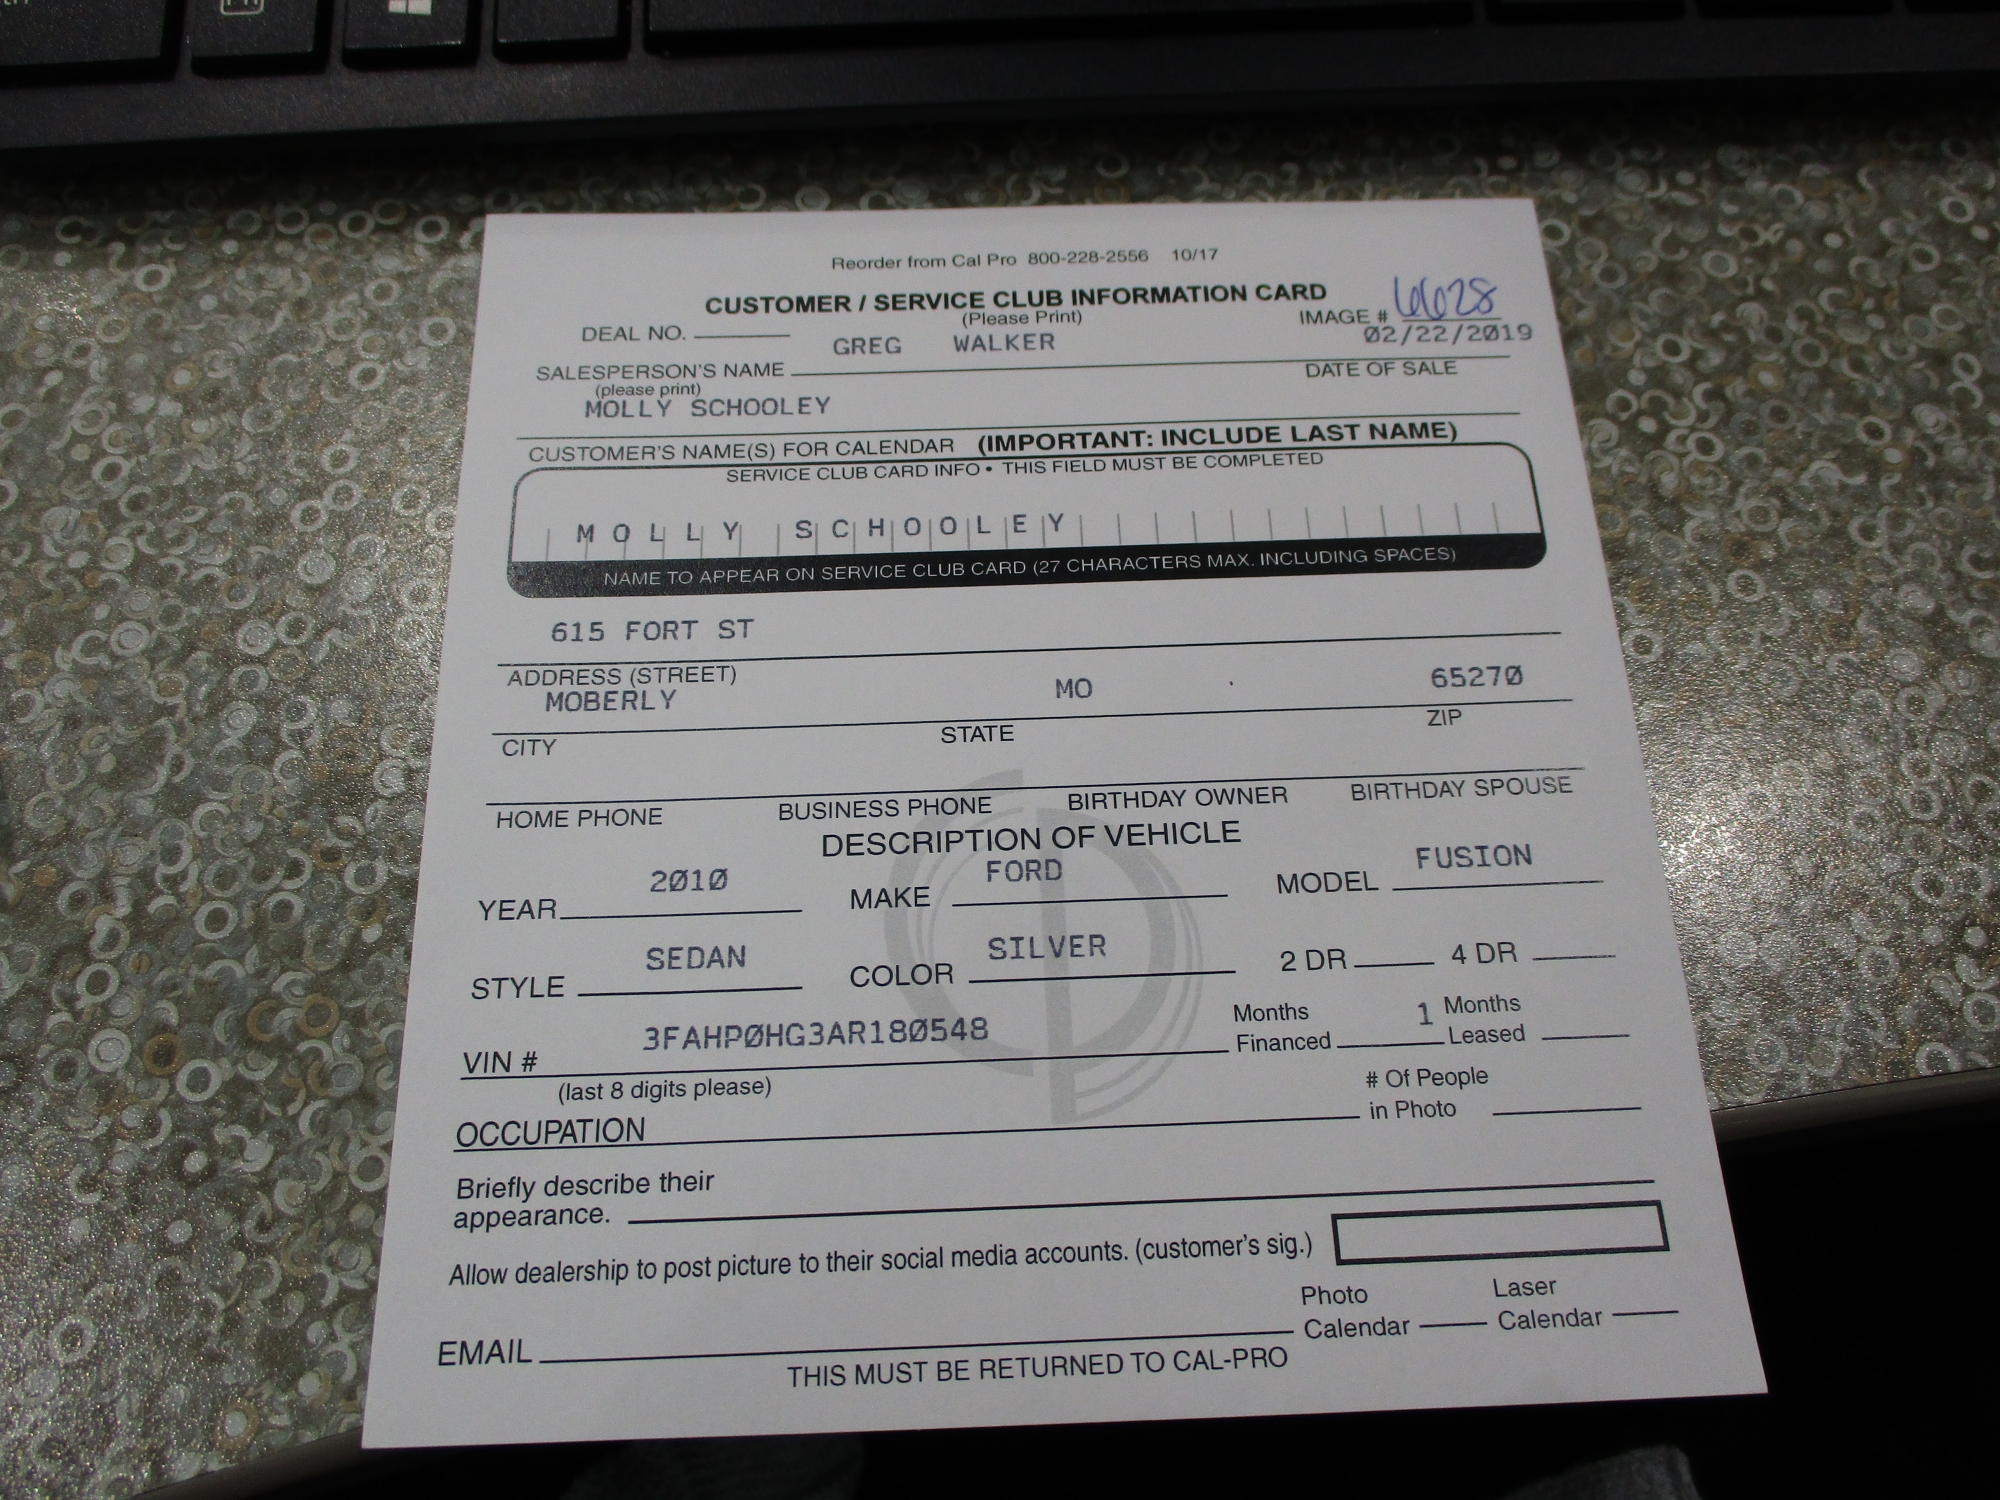 Reorder from Cal Pro 800-228-2556 10/17
CUSTOMER / SERVICE CLUB INFORMATION CARD
(Please Print)
DEAL NO. IMAGE # 6628
GREG WALKER 02/22/2019
SALESPERSON'S NAME DATE OF SALE
(please print)
MOLLY SCHOOLEY
CUSTOMER'S NAME(S) FOR CALENDAR (IMPORTANT: INCLUDE LAST NAME)
SERVICE CLUB CARD INFO • THIS FIELD MUST BE COMPLETED
MOLLY SCHOOLEY
NAME TO APPEAR ON SERVICE CLUB CARD (27 CHARACTERS MAX. INCLUDING SPACES)
615 FORT ST
ADDRESS (STREET)
MOBERLY MO 65270
CITY STATE ZIP
HOME PHONE BUSINESS PHONE BIRTHDAY OWNER BIRTHDAY SPOUSE
DESCRIPTION OF VEHICLE
YEAR 2010 MAKE FORD MODEL FUSION
STYLE SEDAN COLOR SILVER 2 DR 4 DR
VIN # 3FAHP0HG3AR180548 Months Financed 1 Months Leased
(last 8 digits please)
OCCUPATION # Of People in Photo
Briefly describe their
appearance.
Allow dealership to post picture to their social media accounts. (customer's sig.)
EMAIL Photo Calendar Laser Calendar
THIS MUST BE RETURNED TO CAL-PRO